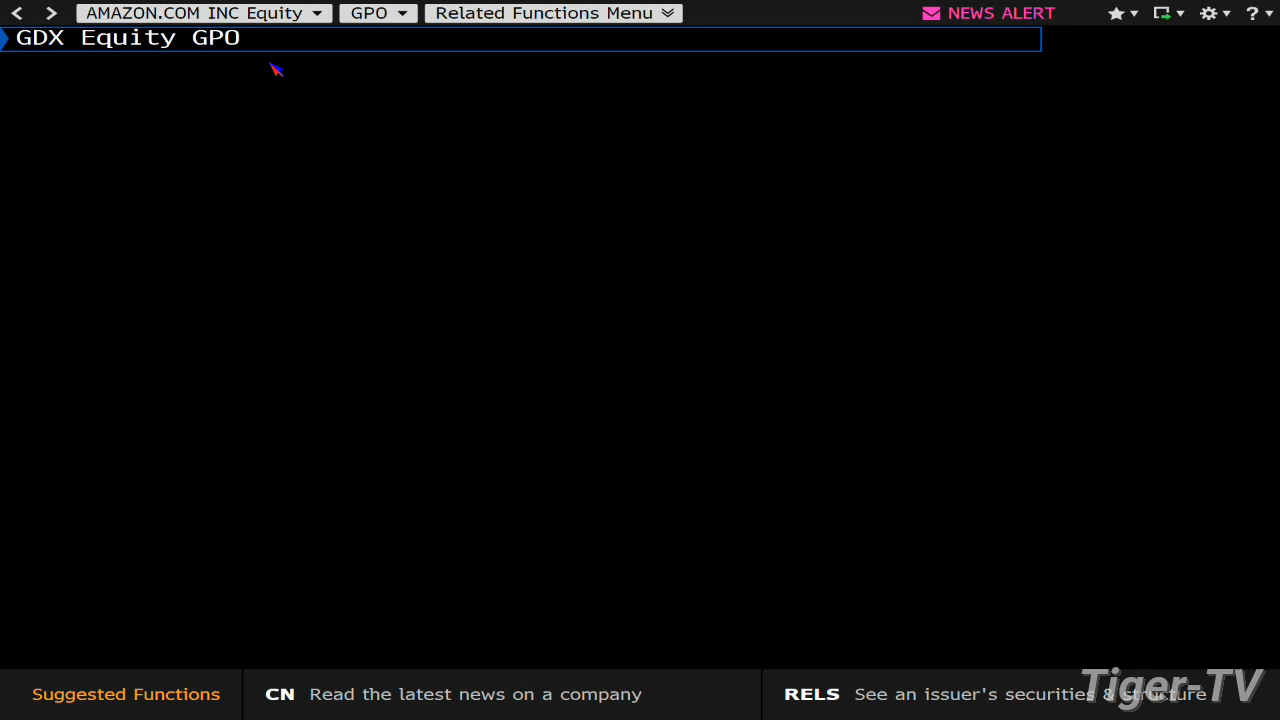 AMAZON.COM INC Equity GPO Related Functions Menu NEWS ALERT ?
GDX Equity GPO
Suggested Functions CN Read the latest news on a company RELS See an issuer's securities & structure
Tiger-TV